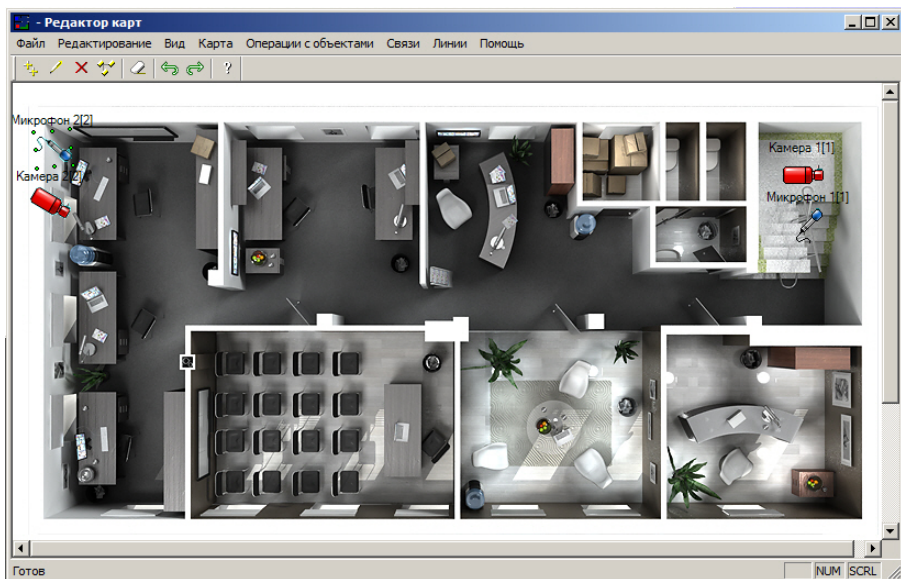 - Редактор карт
Файл Редактирование Вид Карта Операции с объектами Связи Линии Помощь
?
Микрофон 2[2]
Камера 2[2]
Камера 1[1]
Микрофон 1[1]
Готов
NUM SCRL